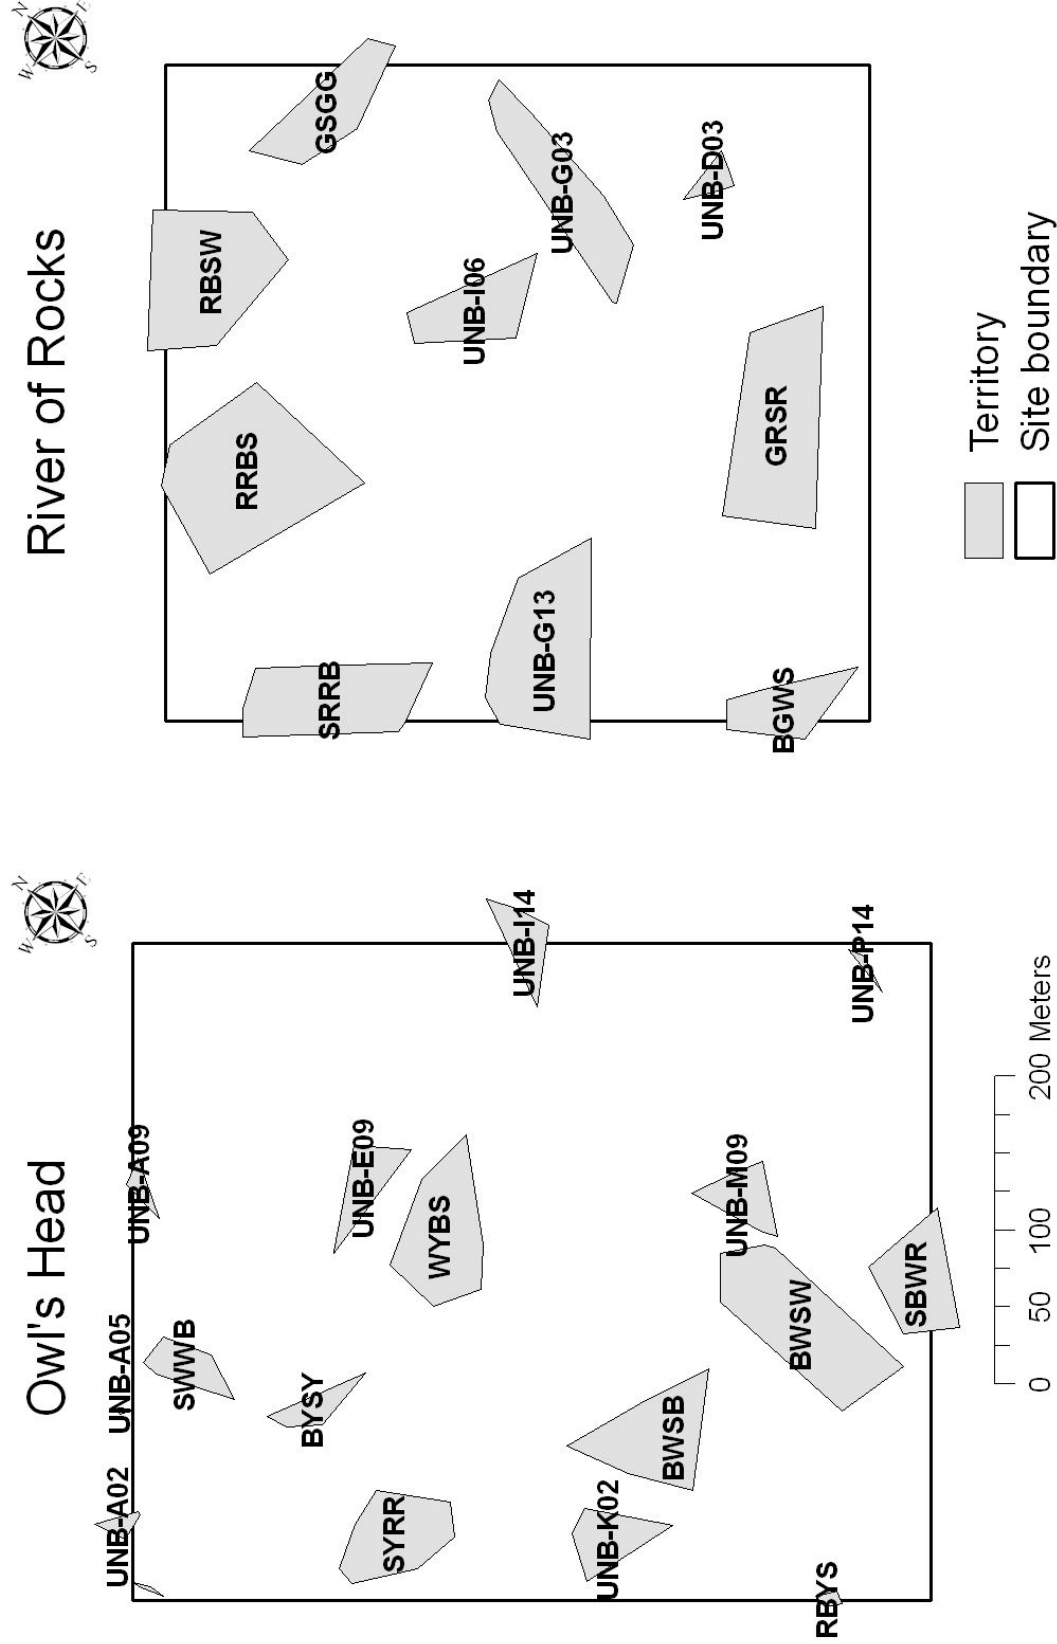 Owl's Head
River of Rocks
N
E
S
W
N
E
S
W
UNB-A02
UNB-A05
UNB-A09
SWWB
BYSY
SYRR
UNB-E09
WYBS
UNB-I14
UNB-K02
BWSB
UNB-M09
BWSW
RBYS
SBWR
UNB-P14
RBSW
GSGG
RRBS
SRRB
UNB-I06
UNB-G03
UNB-G13
UNB-D03
GRSR
BGWS
0 50 100 200 Meters
Territory
Site boundary